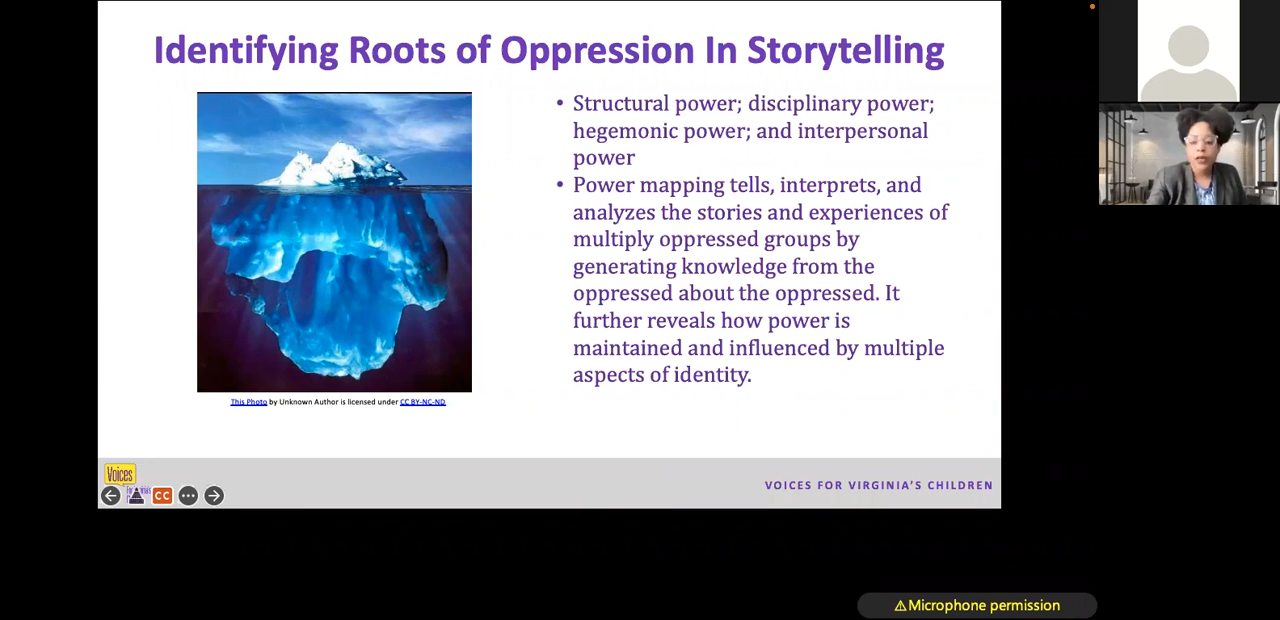 Identifying Roots of Oppression In Storytelling
• Structural power; disciplinary power;
hegemonic power; and interpersonal
power
• Power mapping tells, interprets, and
analyzes the stories and experiences of
multiply oppressed groups by
generating knowledge from the
oppressed about the oppressed. It
further reveals how power is
maintained and influenced by multiple
aspects of identity.
This Photo by Unknown Author is licensed under CC BY-NC-ND
Voices
CC
VOICES FOR VIRGINIA’S CHILDREN
Microphone permission